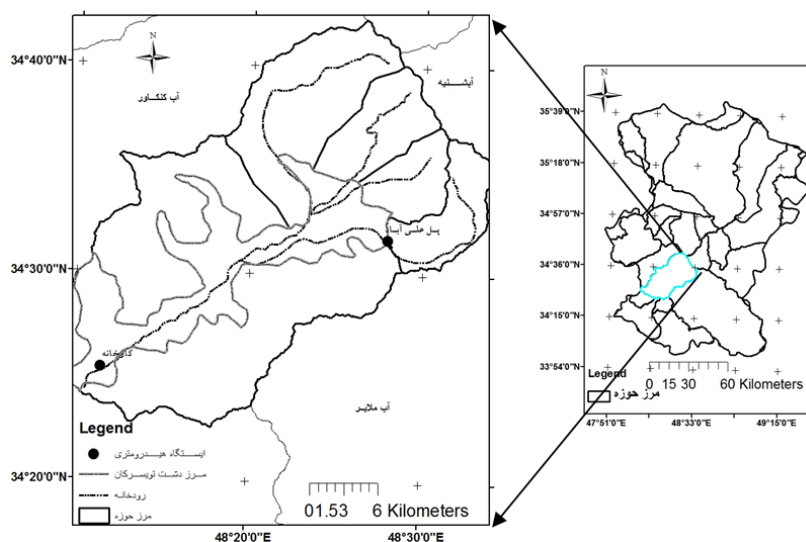 34°40'0"N
34°30'0"N
34°20'0"N
48°20'0"E
48°30'0"E
N
آب کنگاور
آبشینه
پل علی آباد
کارخانه
آب ملایر
Legend
ایستگاه هیدرومتری
مرز دشت تویسرکان
رودخانه
مرز حوزه
01.53 6 Kilometers
N
35°39'0"N
35°18'0"N
34°57'0"N
34°36'0"N
34°15'0"N
33°54'0"N
Legend
مرز حوزه
0 15 30 60 Kilometers
47°51'0"E
48°33'0"E
49°15'0"E